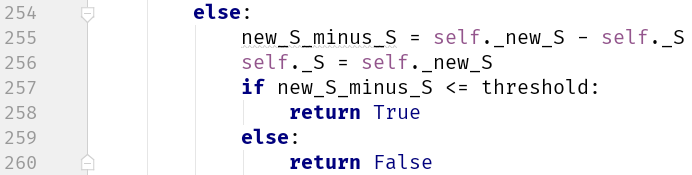 254 else:
255 new_S_minus_S = self._new_S - self._S
256 self._S = self._new_S
257 if new_S_minus_S <= threshold:
258 return True
259 else:
260 return False